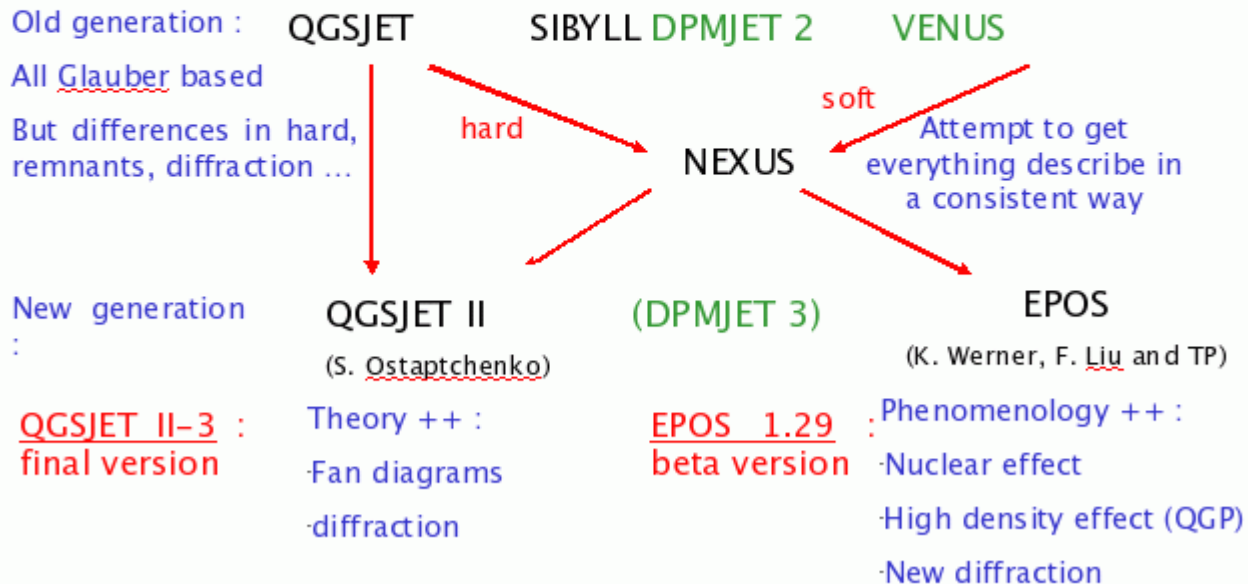 Old generation : QGSJET SIBYLL DPMJET 2 VENUS
All Glauber based
But differences in hard,
remnants, diffraction ...
hard
soft
NEXUS
Attempt to get
everything describe in
a consistent way
New generation
:
QGSJET II
(S. Ostaptchenko)
(DPMJET 3)
EPOS
(K. Werner, F. Liu and TP)
QGSJET II-3 :
final version
Theory ++ :
-Fan diagrams
-diffraction
EPOS 1.29 :
beta version
Phenomenology ++ :
-Nuclear effect
-High density effect (QGP)
-New diffraction